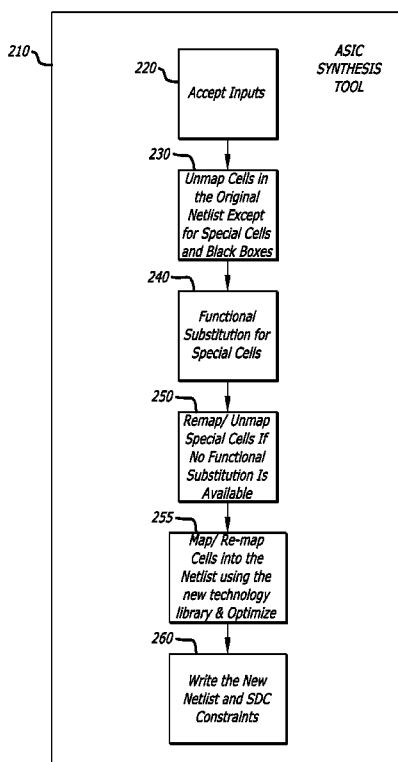 210
ASIC
SYNTHESIS
TOOL
220
Accept Inputs
230
Unmap Cells in
the Original
Netlist Except
for Special Cells
and Black Boxes
240
Functional
Substitution for
Special Cells
250
Remap/ Unmap
Special Cells If
No Functional
Substitution Is
Available
255
Map/ Re-map
Cells into the
Netlist using the
new technology
library & Optimize
260
Write the New
Netlist and SDC
Constraints